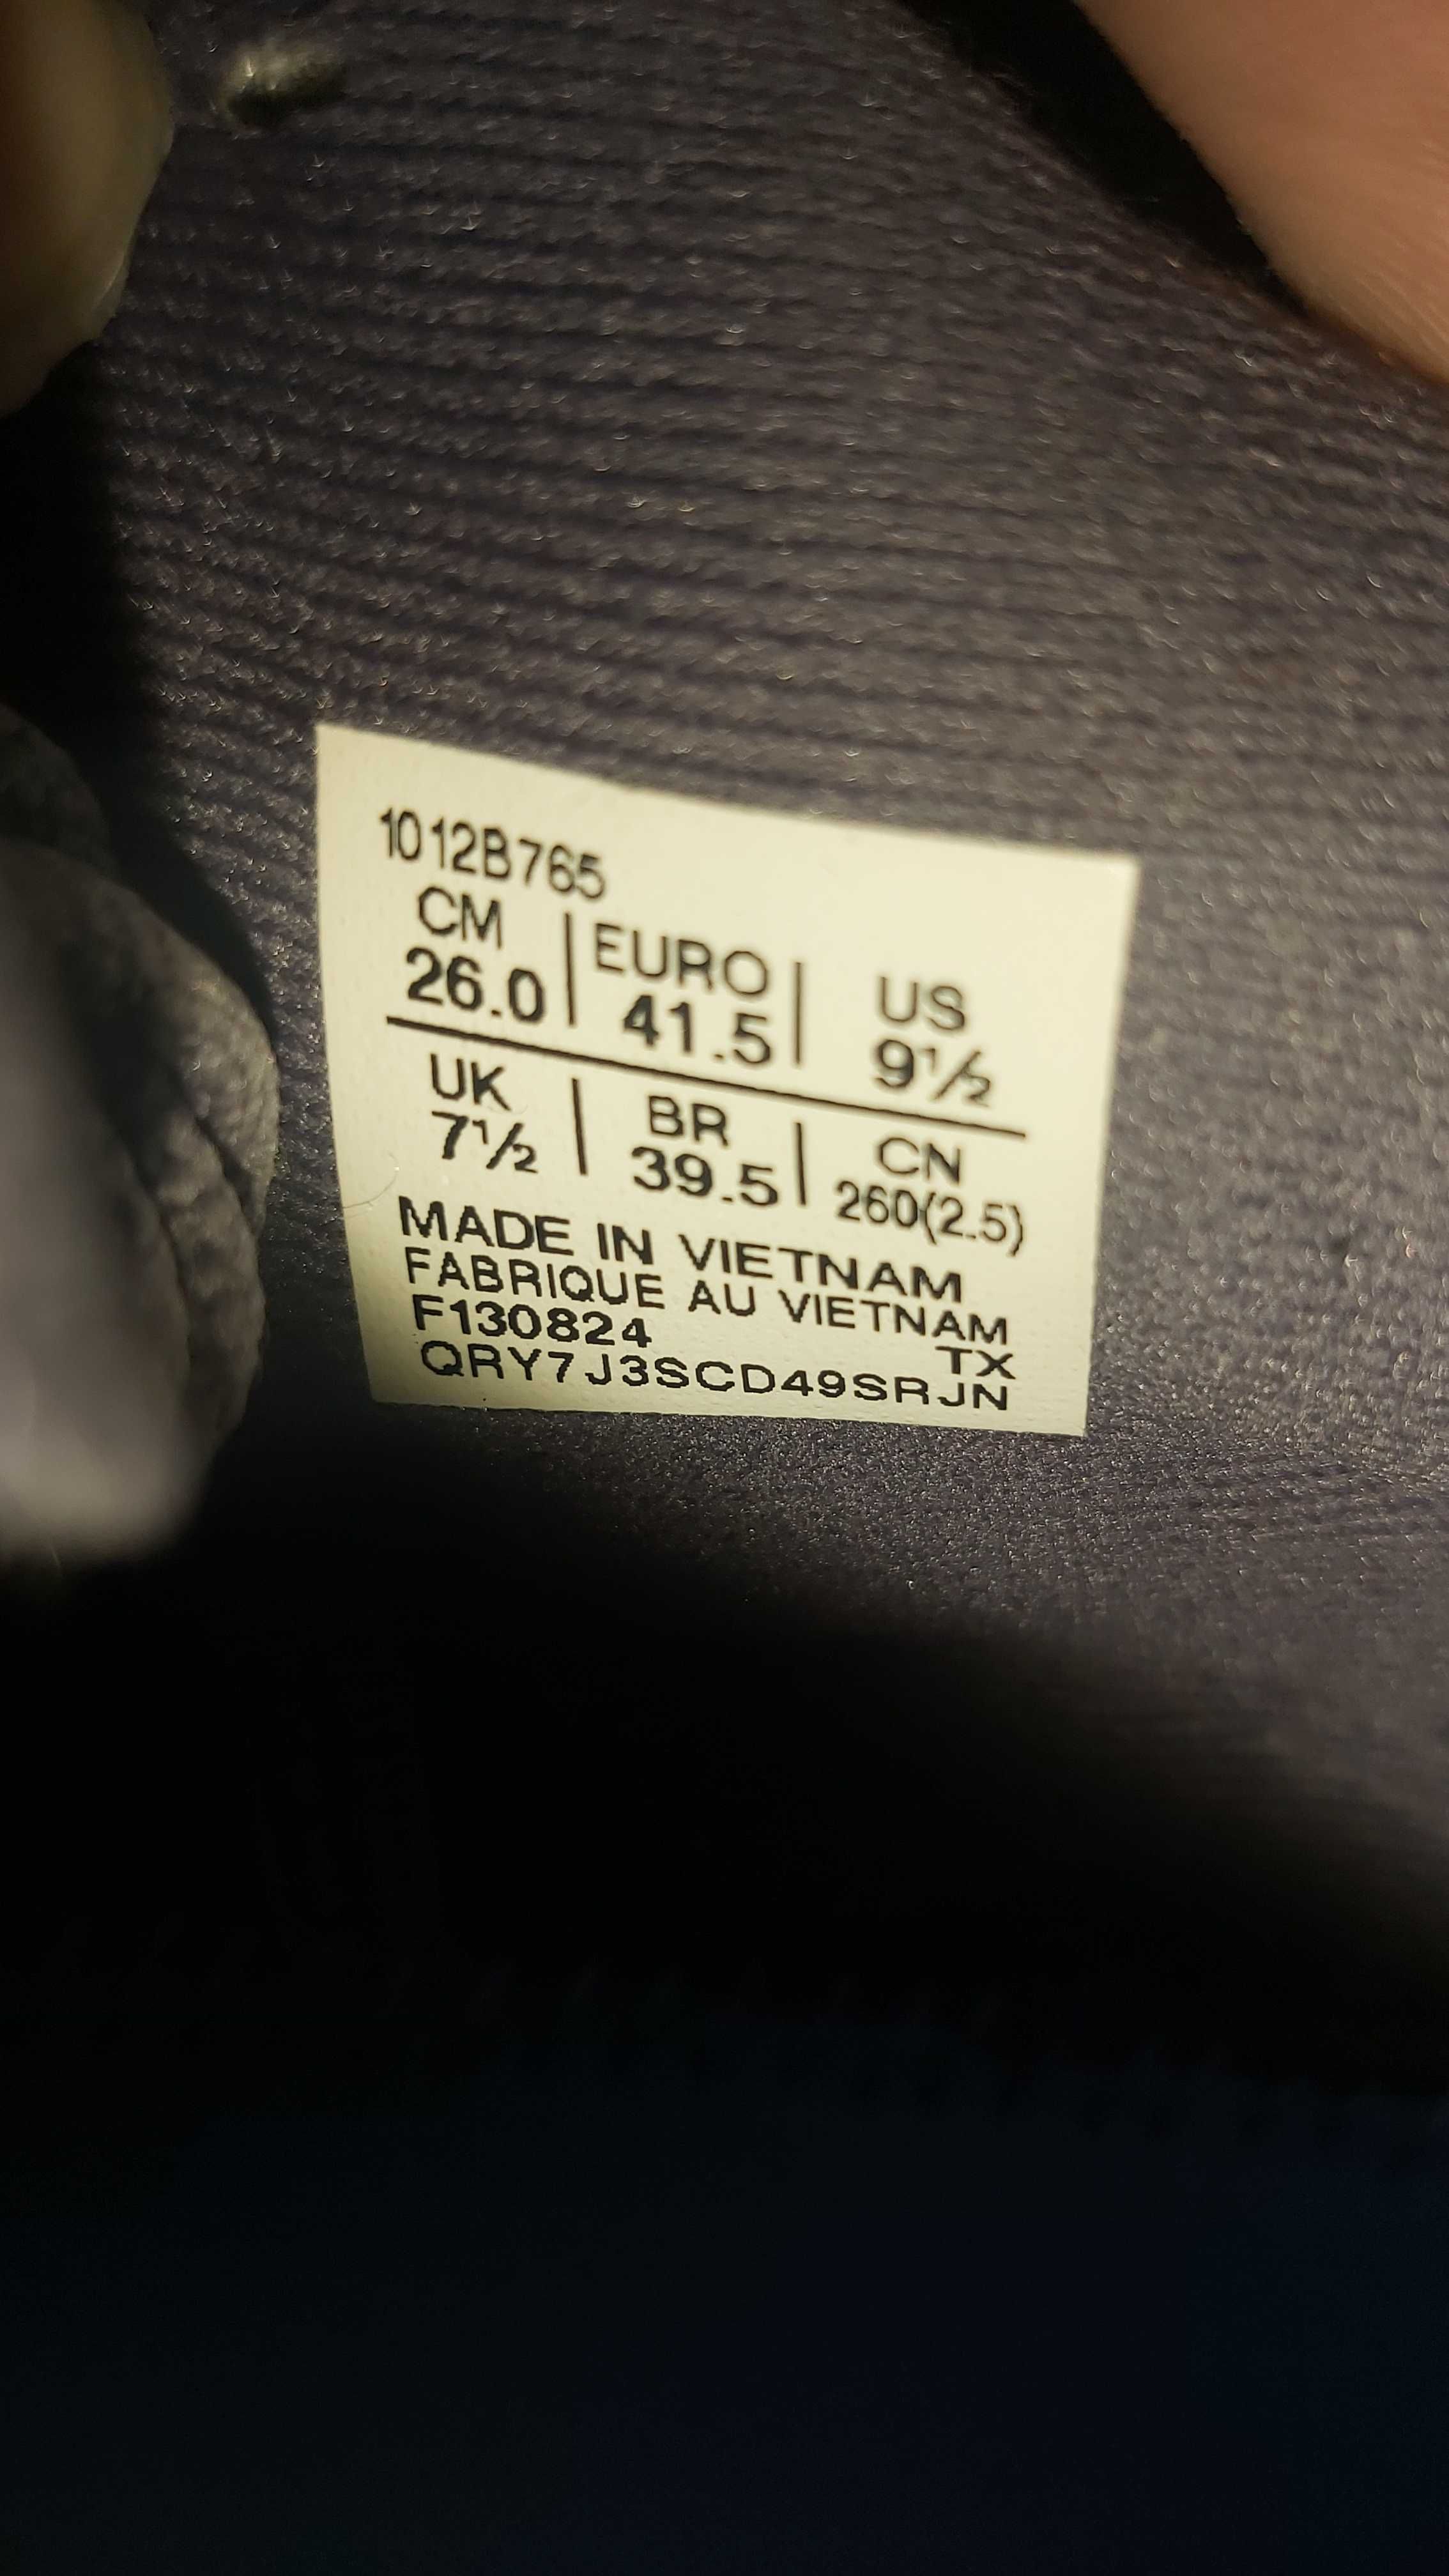 1012B765
CM | EURO | US
26.0 | 41.5 | 9½
UK | BR | CN
7½ | 39.5 | 260(2.5)
MADE IN VIETNAM
FABRIQUE AU VIETNAM
F130824 TX
QRY7J3SCD49SRJN